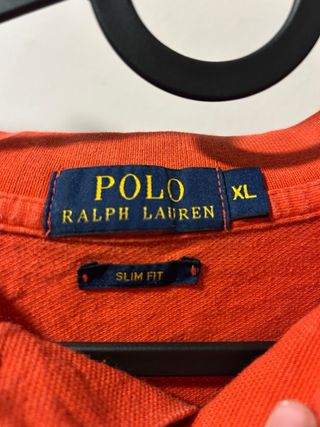 POLO
RALPH LAUREN
XL
SLIM FIT